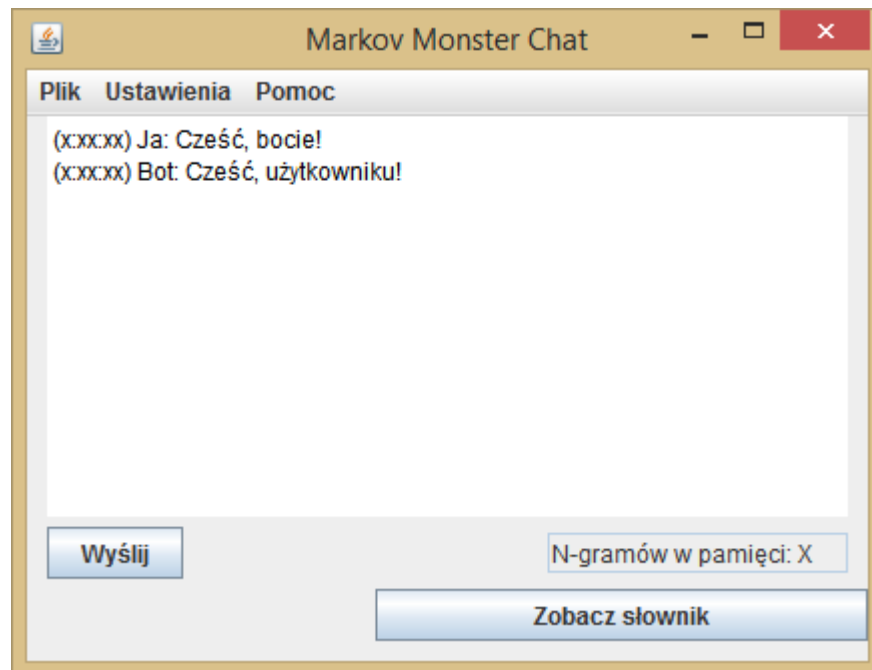 Markov Monster Chat
Plik Ustawienia Pomoc
(x:xx:xx) Ja: Cześć, bocie!
(x:xx:xx) Bot: Cześć, użytkowniku!
Wyślij
N-gramów w pamięci: X
Zobacz słownik